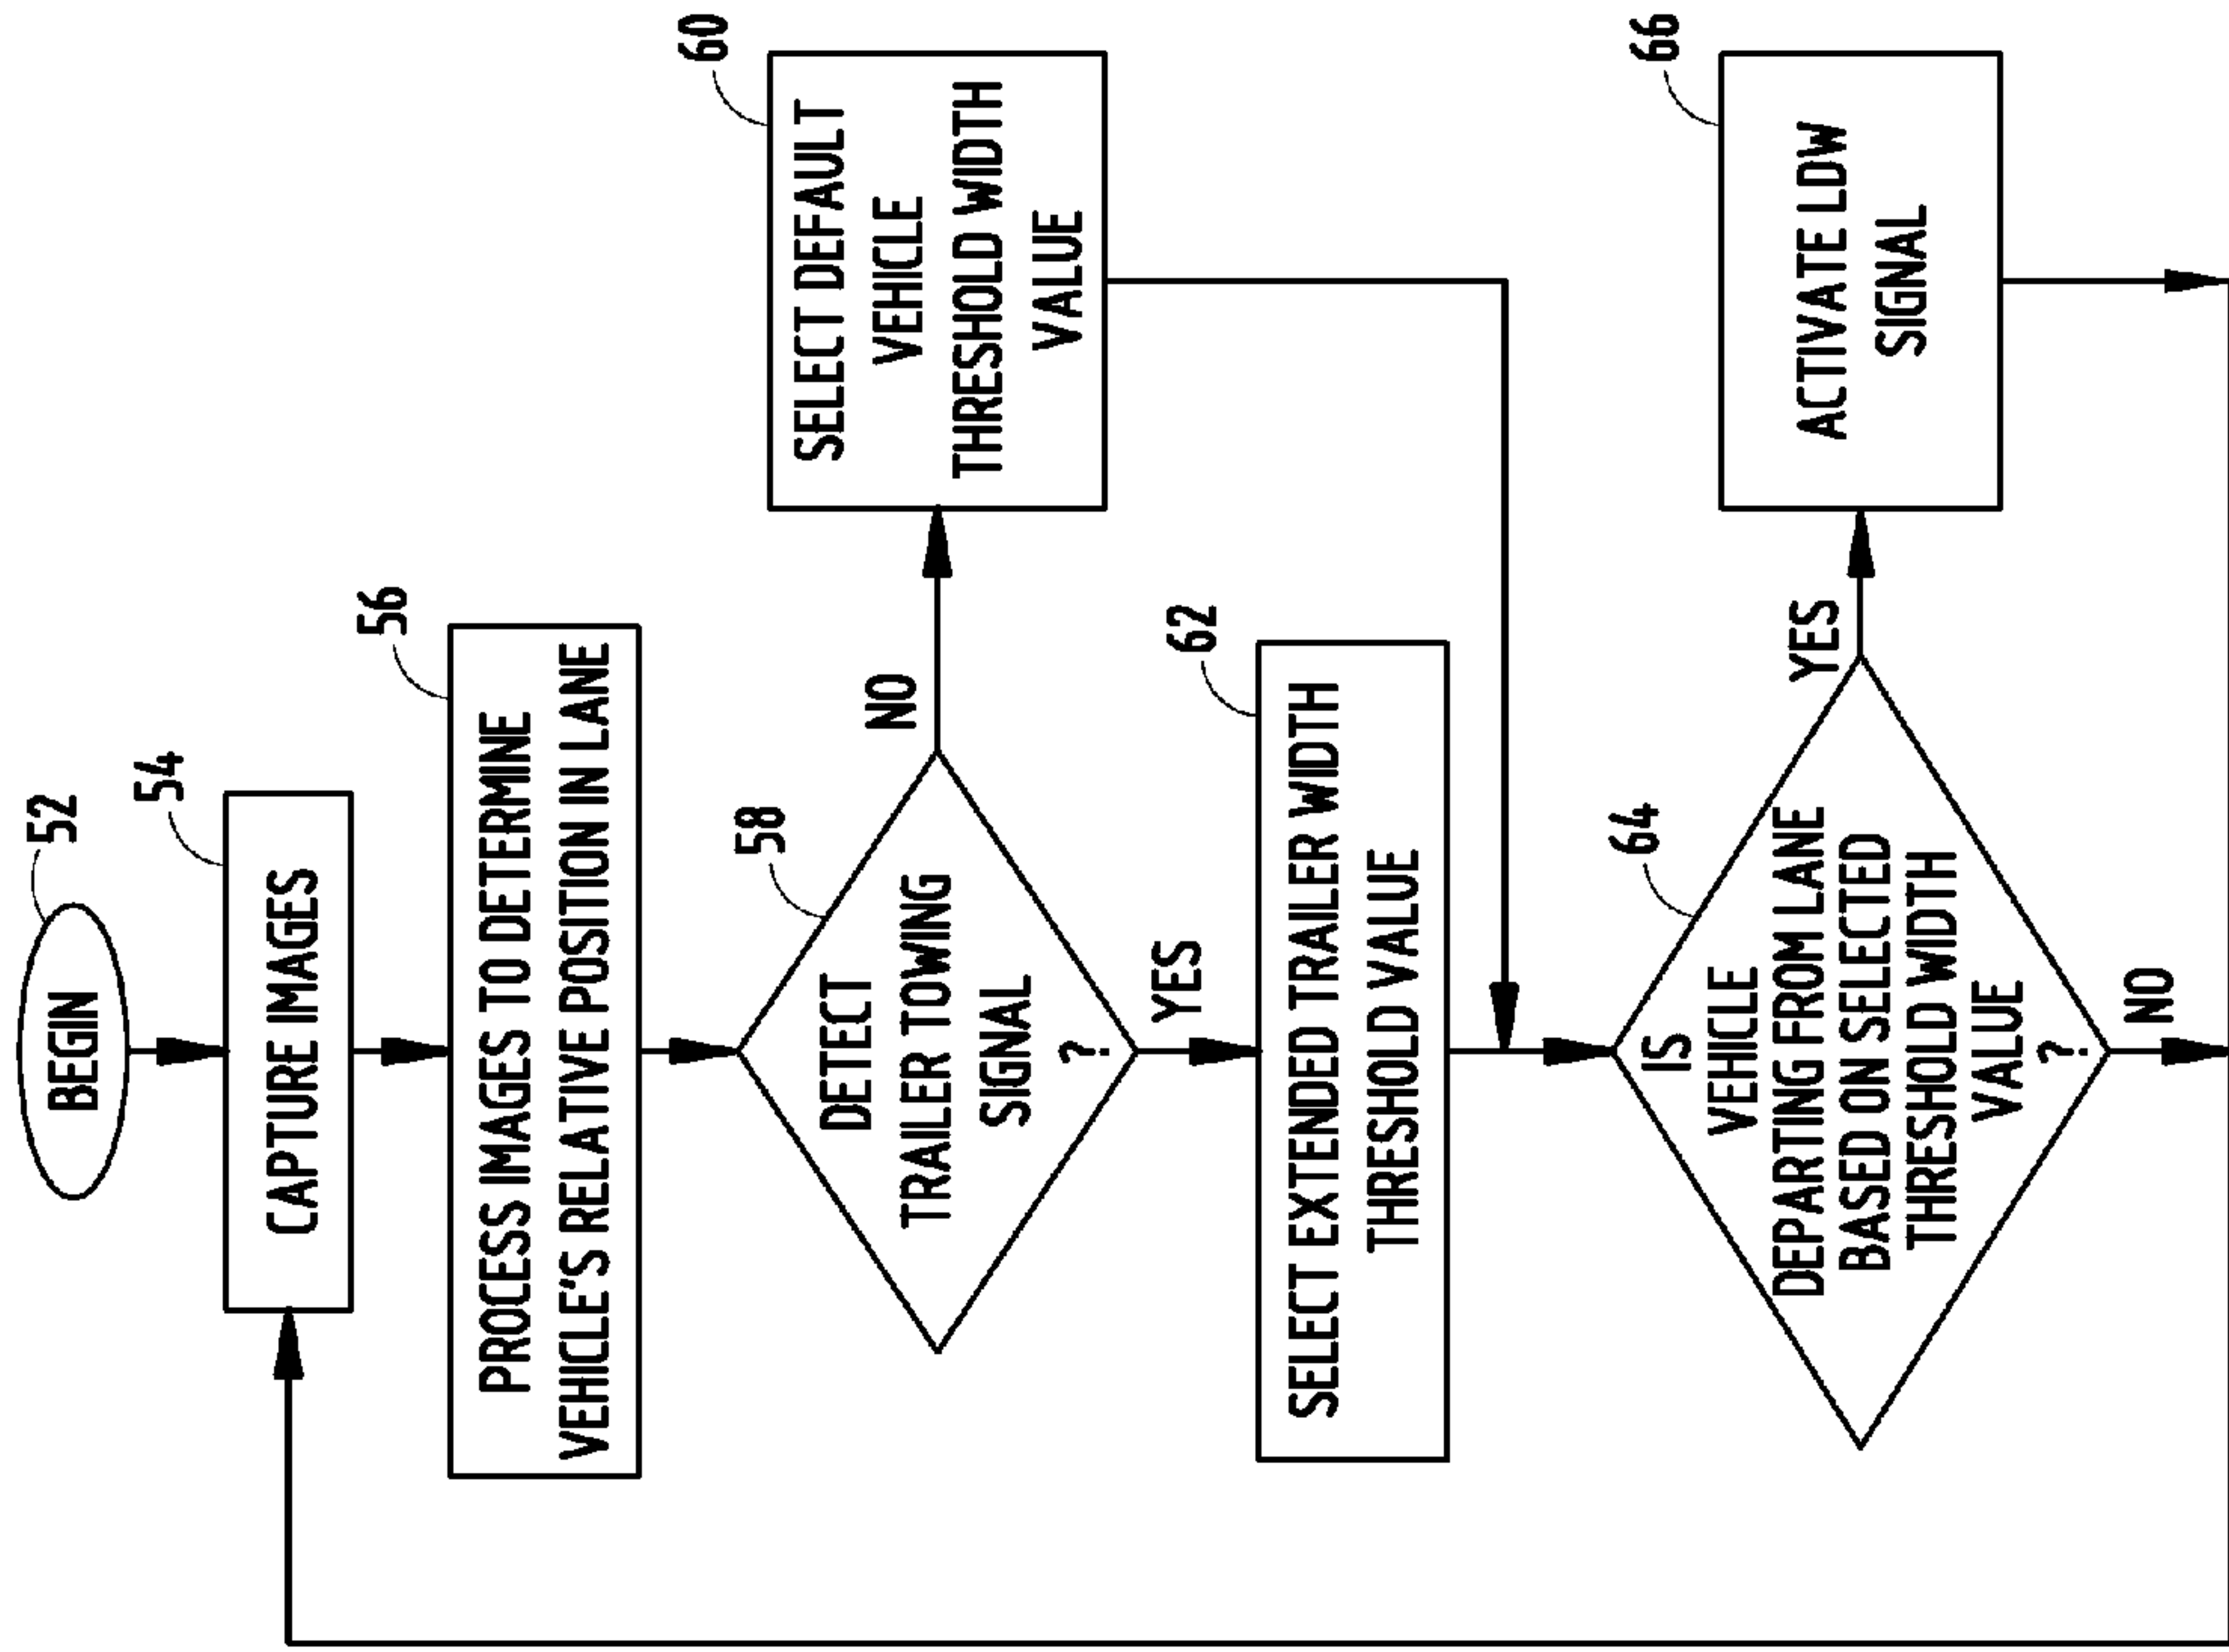 52
BEGIN
54
CAPTURE IMAGES
56
PROCESS IMAGES TO DETERMINE
VEHICLE'S RELATIVE POSITION IN LANE
58
DETECT
TRAILER TOWING
SIGNAL
?
NO
60
SELECT DEFAULT
VEHICLE
THRESHOLD WIDTH
VALUE
YES
62
SELECT EXTENDED TRAILER WIDTH
THRESHOLD VALUE
64
IS
VEHICLE
DEPARTING FROM LANE
BASED ON SELECTED
THRESHOLD WIDTH
VALUE
?
YES
66
ACTIVATE LDW
SIGNAL
NO